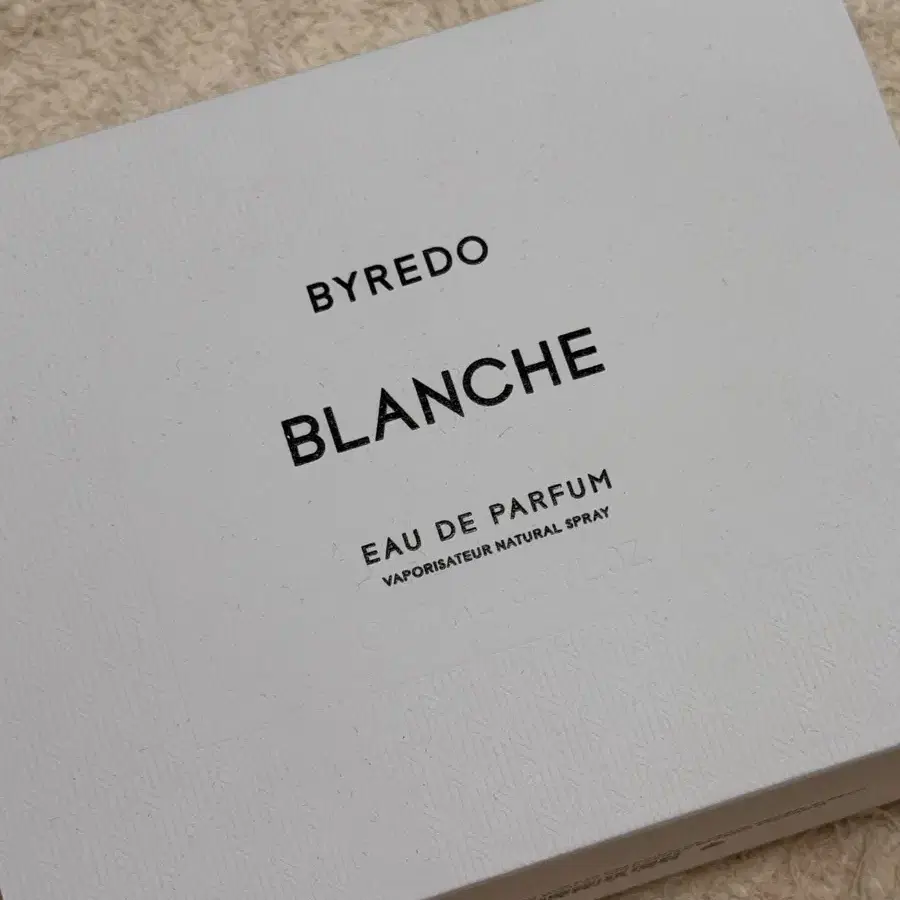 BYREDO
BLANCHE
EAU DE PARFUM
VAPORISATEUR NATURAL SPRAY